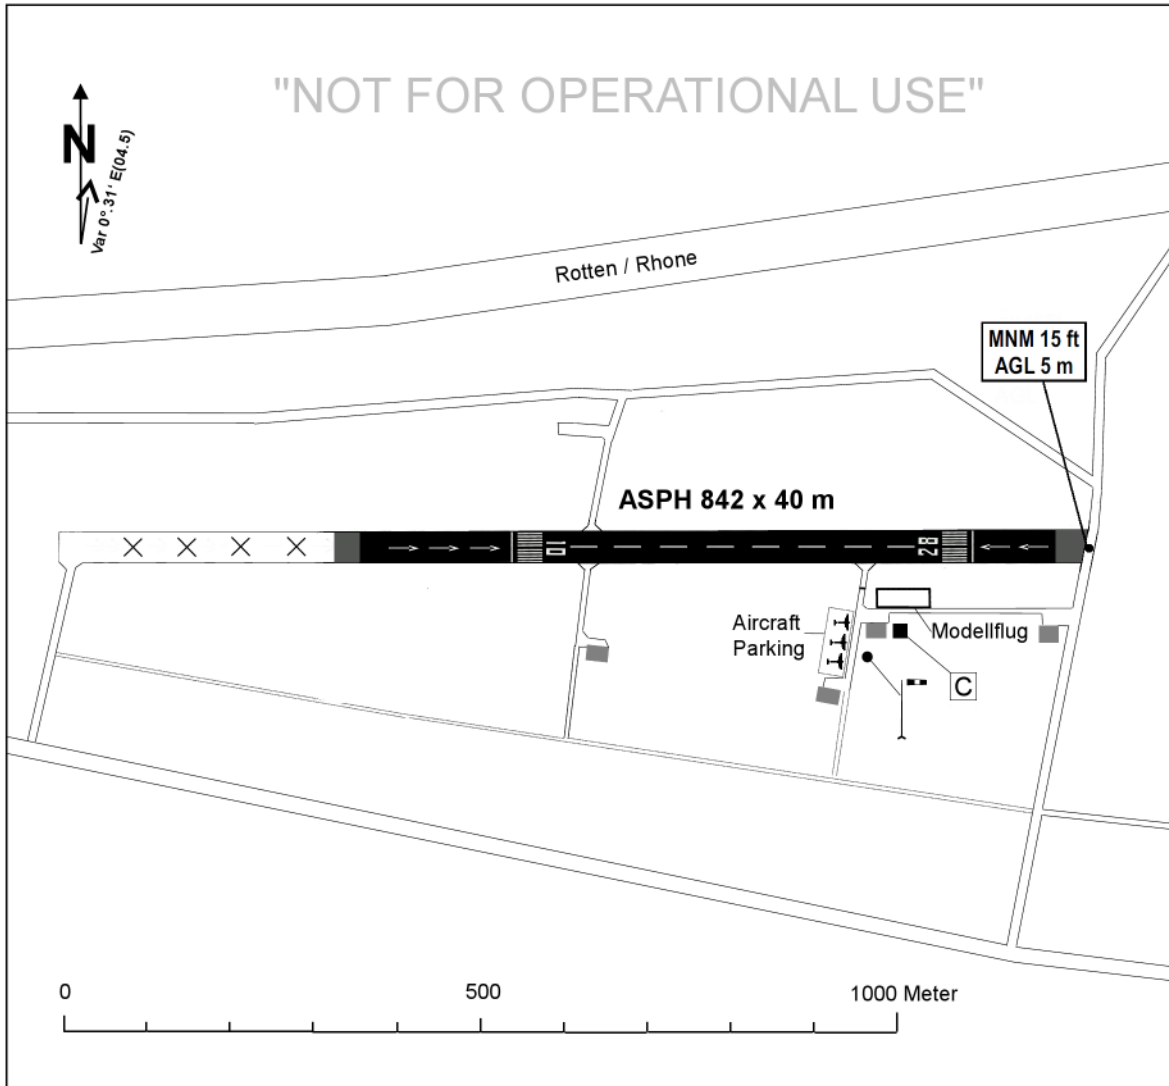 "NOT FOR OPERATIONAL USE"
N
Var 0°.31' E(04.5)
Rotten / Rhone
MNM 15 ft
AGL 5 m
ASPH 842 x 40 m
10
28
Aircraft
Parking
Modellflug
C
0
500
1000 Meter